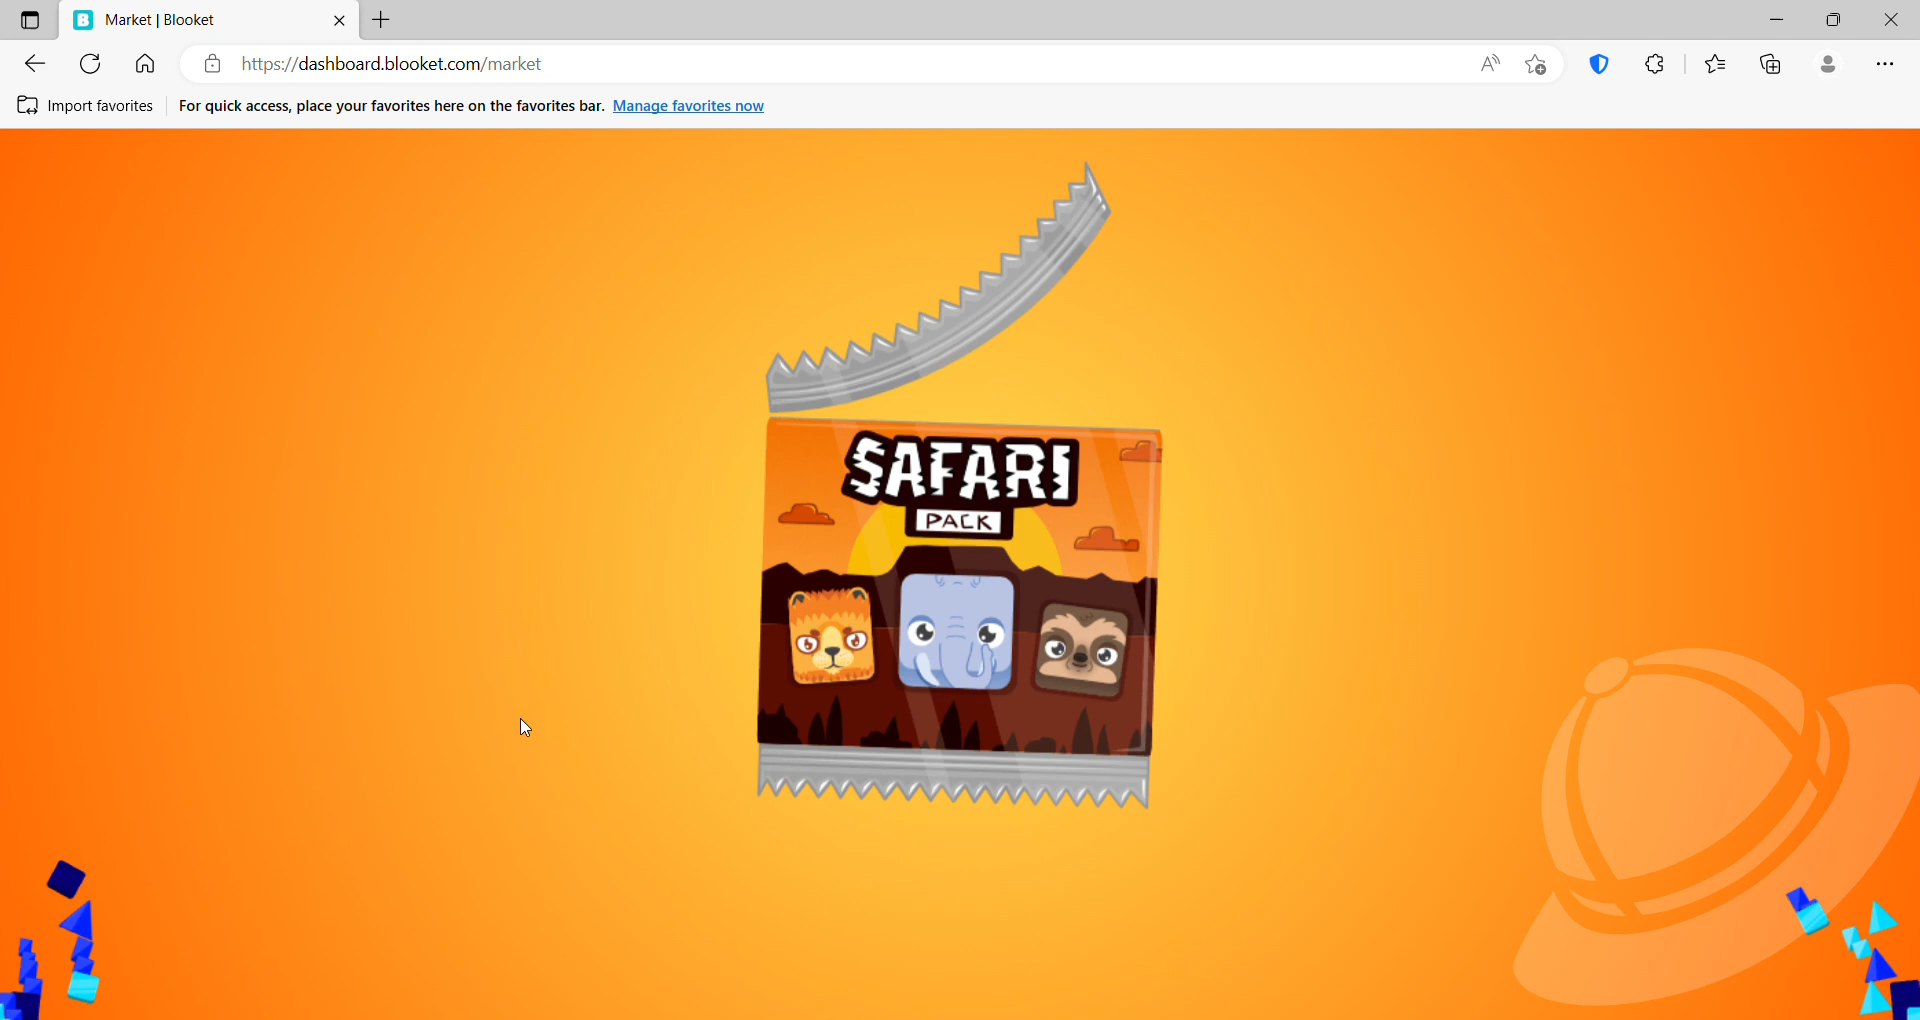 Market | Blooket
https://dashboard.blooket.com/market
Import favorites
For quick access, place your favorites here on the favorites bar. Manage favorites now
SAFARI
PACK